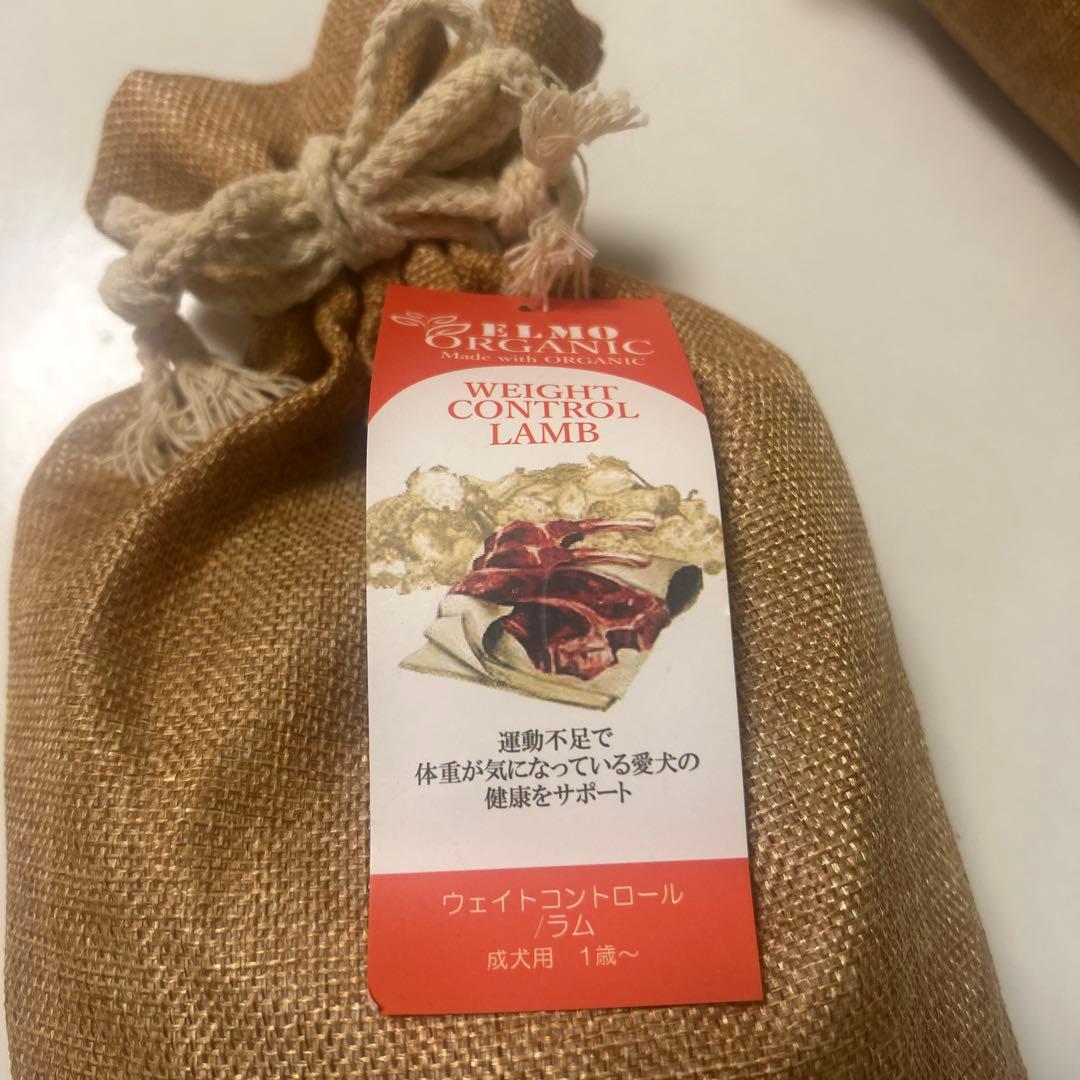 ELMO
ORGANIC
Made with ORGANIC
WEIGHT
CONTROL
LAMB
運動不足で
体重が気になっている愛犬の
健康をサポート
ウェイトコントロール
/ラム
成犬用 1歳~